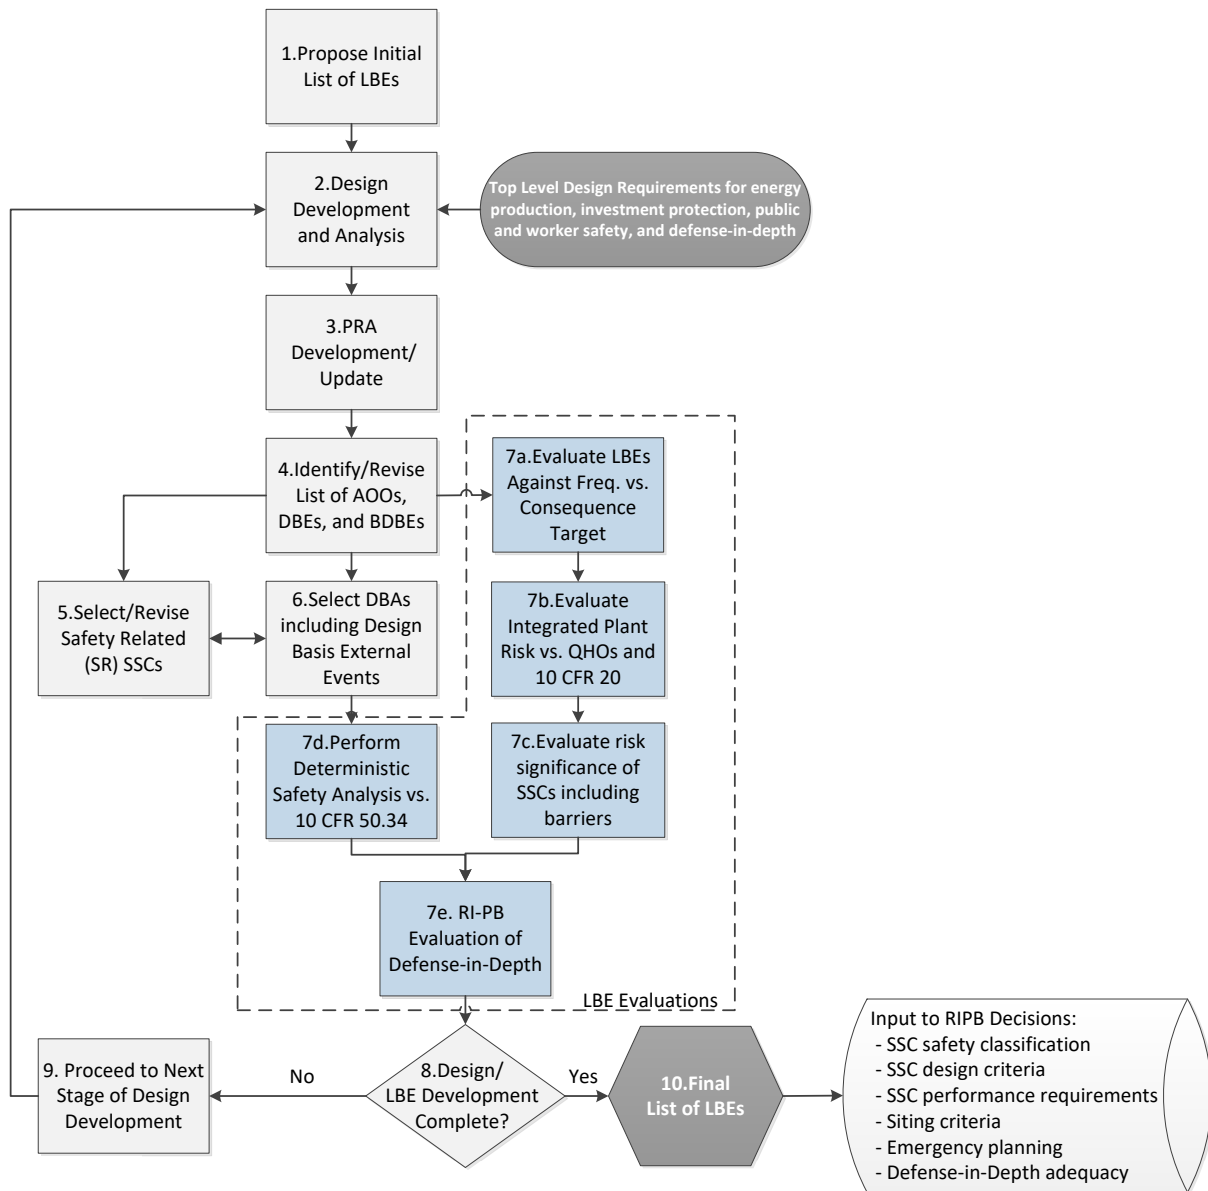 1.Propose Initial
List of LBEs
2.Design
Development
and Analysis
Top Level Design Requirements for energy
production, investment protection, public
and worker safety, and defense-in-depth
3.PRA
Development/
Update
4.Identify/Revise
List of AOOs,
DBEs, and BDBEs
7a.Evaluate LBEs
Against Freq. vs.
Consequence
Target
5.Select/Revise
Safety Related
(SR) SSCs
6.Select DBAs
including Design
Basis External
Events
7b.Evaluate
Integrated Plant
Risk vs. QHOs and
10 CFR 20
7d.Perform
Deterministic
Safety Analysis vs.
10 CFR 50.34
7c.Evaluate risk
significance of
SSCs including
barriers
7e. RI-PB
Evaluation of
Defense-in-Depth
LBE Evaluations
9. Proceed to Next
Stage of Design
Development
No
8.Design/
LBE Development
Complete?
Yes
10.Final
List of LBEs
Input to RIPB Decisions:
- SSC safety classification
- SSC design criteria
- SSC performance requirements
- Siting criteria
- Emergency planning
- Defense-in-Depth adequacy